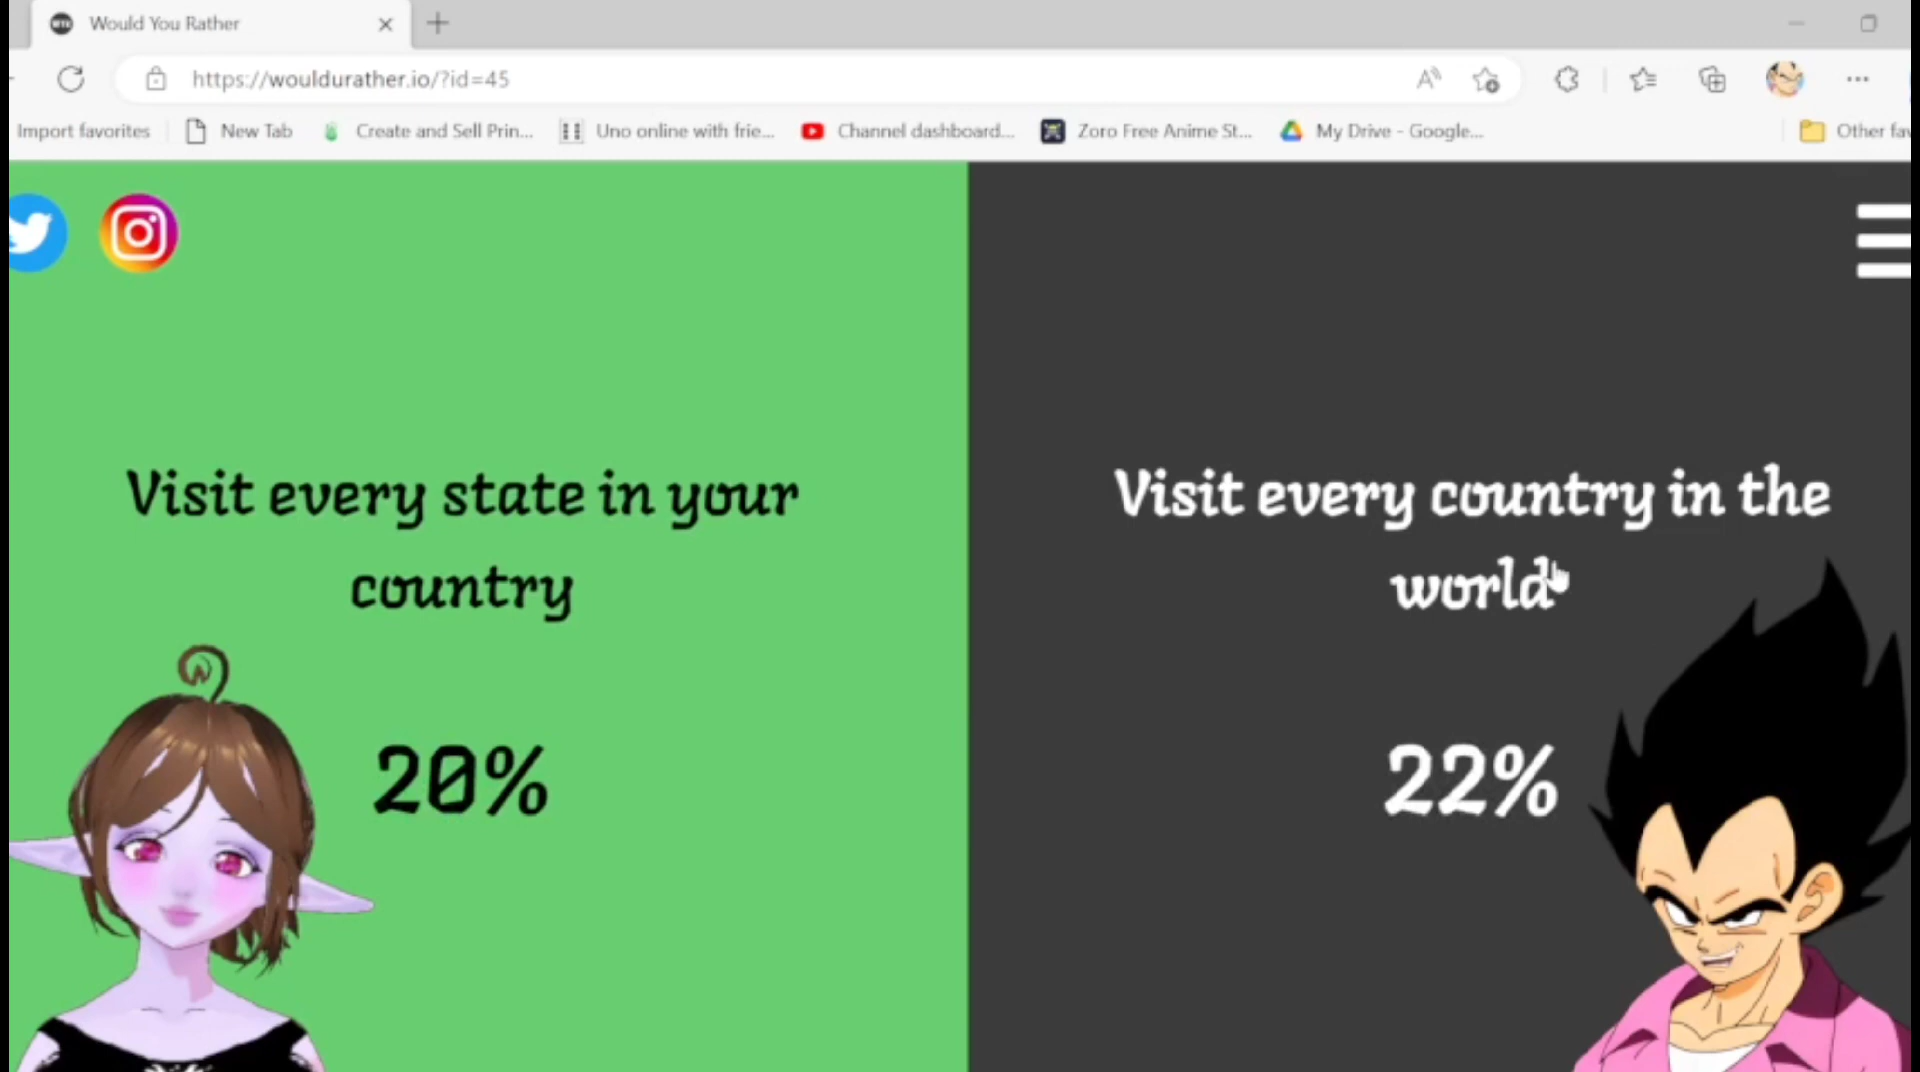 Would You Rather
https://wouldurather.io/?id=45
Import favorites
New Tab
Create and Sell Prin...
Uno online with frie...
Channel dashboard...
Zoro Free Anime St...
My Drive - Google...
Other fav
Visit every state in your
country
20%
Visit every country in the
world
22%